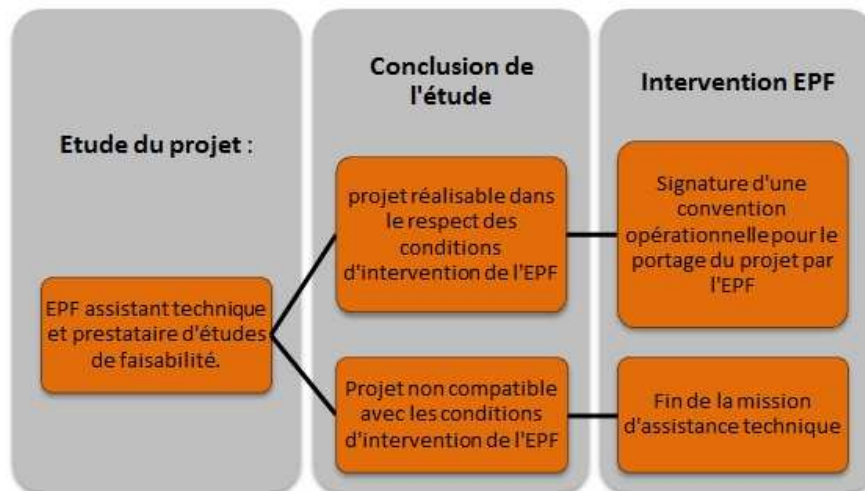 Etude du projet :
EPF assistant technique
et prestataire d'études
de faisabilité.
Conclusion de
l'étude
projet réalisable dans
le respect des
conditions
d'intervention de l'EPF
Projet non compatible
avec les conditions
d'intervention de l'EPF
Intervention EPF
Signature d'une
convention
opérationnelle pour le
portage du projet par
l'EPF
Fin de la mission
d'assistance technique